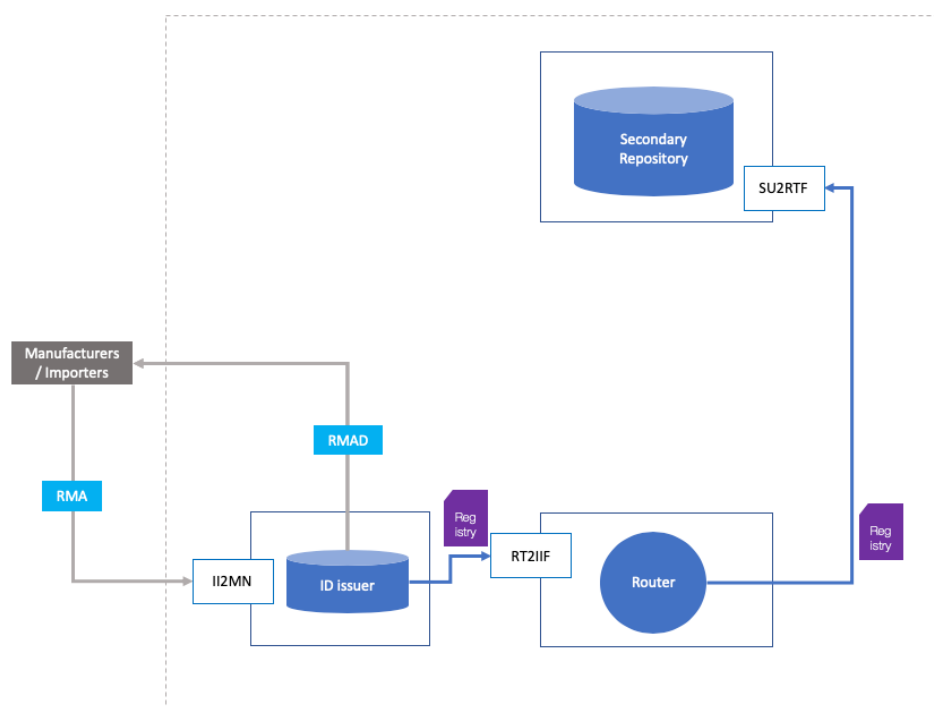 Secondary
Repository
SU2RTF
Manufacturers
/ Importers
RMAD
RMA
Reg
istry
Reg
istry
RT2IIF
II2MN
ID issuer
Router